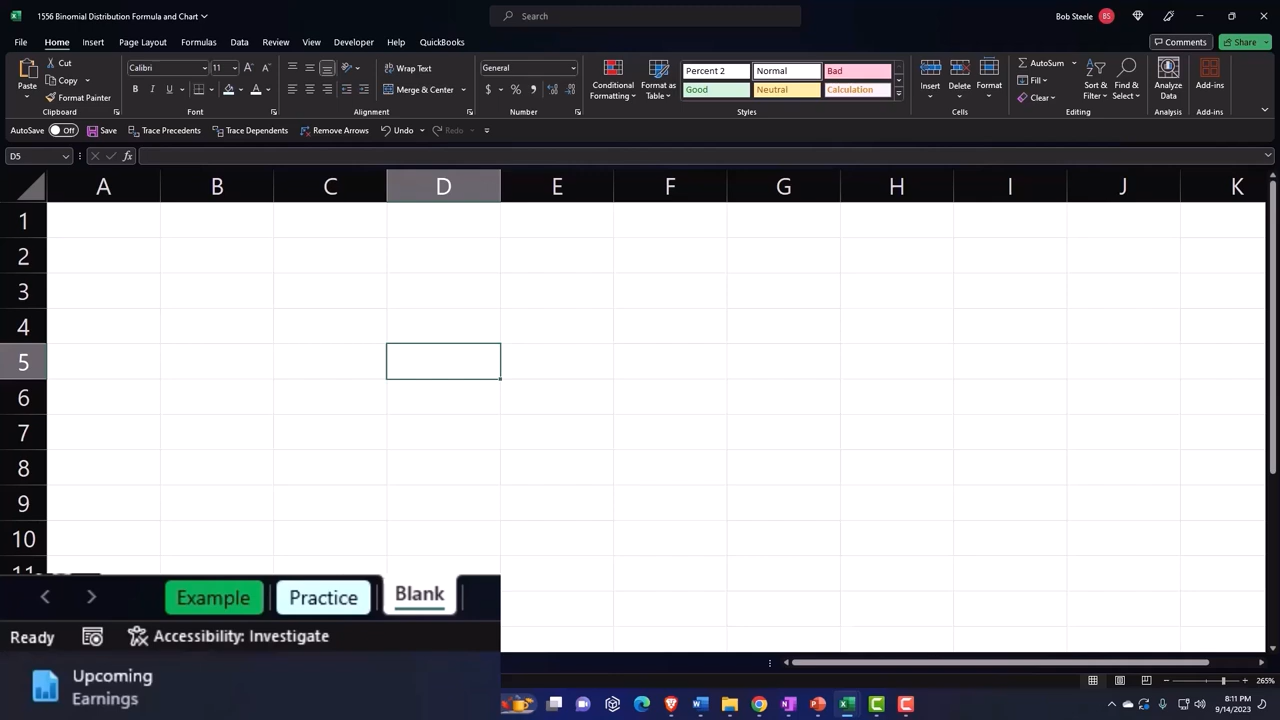 1556 Binomial Distribution Formula and Chart
Search
Bob Steele BS
File Home Insert Page Layout Formulas Data Review View Developer Help QuickBooks Comments Share
Paste Cut Copy Format Painter Clipboard
Calibri 11 B I U Font
Wrap Text Merge & Center Alignment
General $ % Number
Conditional Formatting Format as Table
Percent 2 Normal Bad
Good Neutral Calculation
Styles
Insert Delete Format Cells
AutoSum Fill Clear Sort & Filter Find & Select Editing
Analyze Data Analysis
Add-ins Add-ins
AutoSave Off Save Trace Precedents Trace Dependents Remove Arrows Undo Redo
D5 fx
A B C D E F G H I J K
1
2
3
4
5
6
7
8
9
10
11
Example Practice Blank
Ready Accessibility: Investigate
265%
Upcoming
Earnings
8:11 PM
9/14/2023